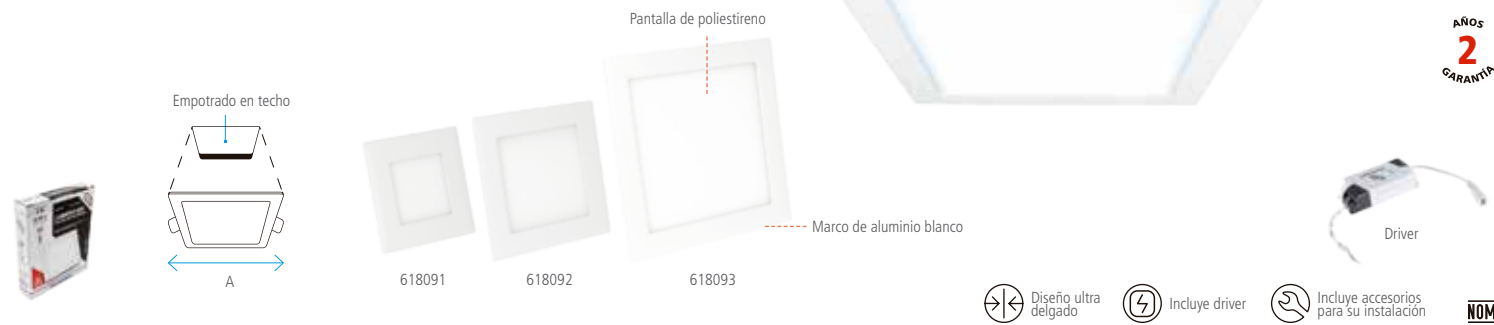 Pantalla de poliestireno
AÑOS
2
GARANTÍA
Empotrado en techo
Marco de aluminio blanco
Driver
A
618091
618092
618093
Diseño ultra
delgado
Incluye driver
Incluye accesorios
para su instalación
NOM